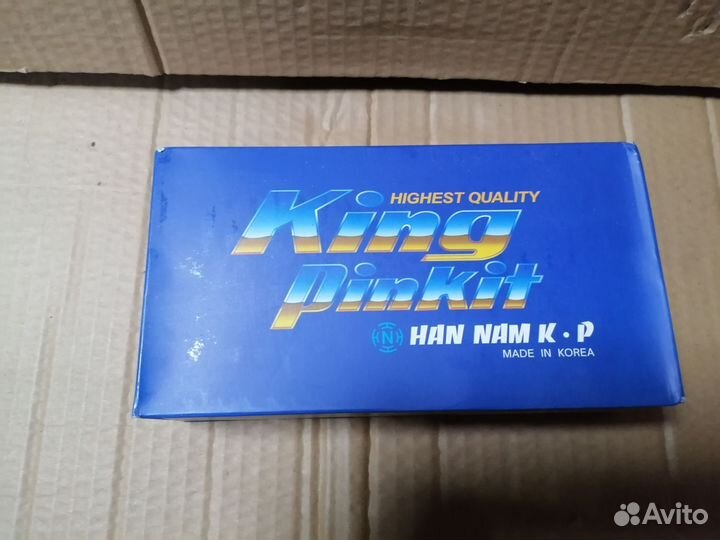 HIGHEST QUALITY
King
PinKit
N HAN NAM K·P
MADE IN KOREA
Avito